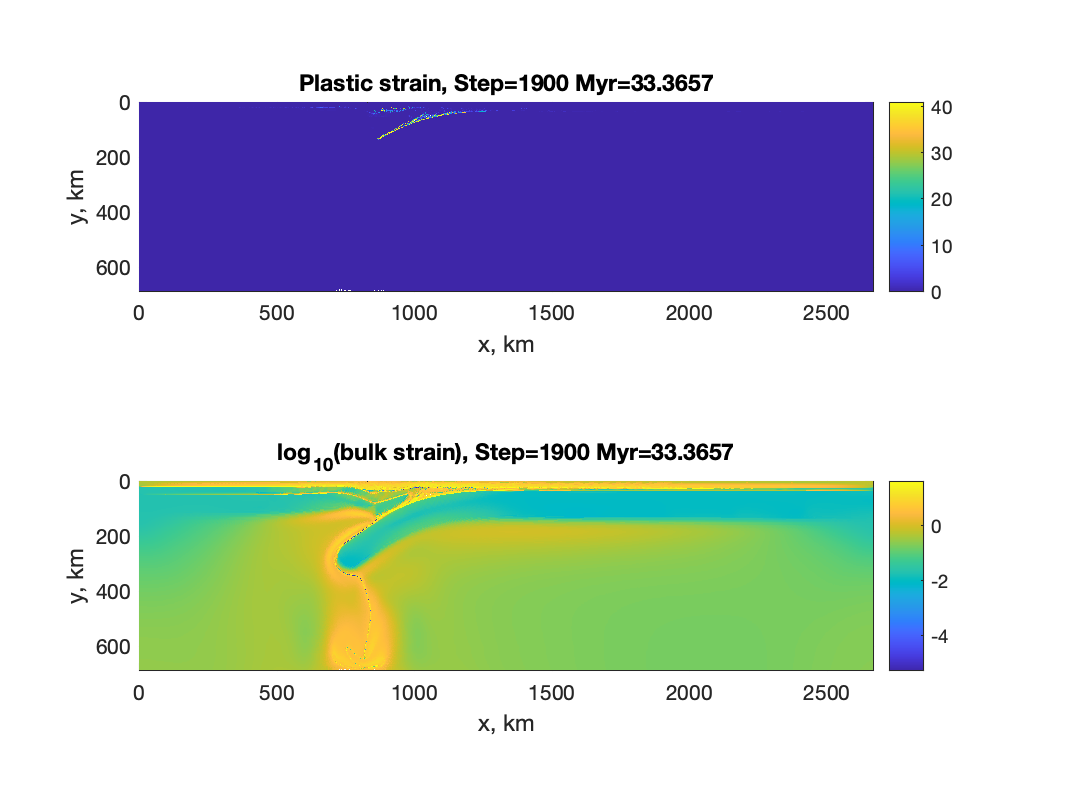 Plastic strain, Step=1900 Myr=33.3657
0
200
400
600
y, km
0 500 1000 1500 2000 2500
x, km
40
30
20
10
0
log10(bulk strain), Step=1900 Myr=33.3657
0
200
400
600
y, km
0 500 1000 1500 2000 2500
x, km
0
-2
-4